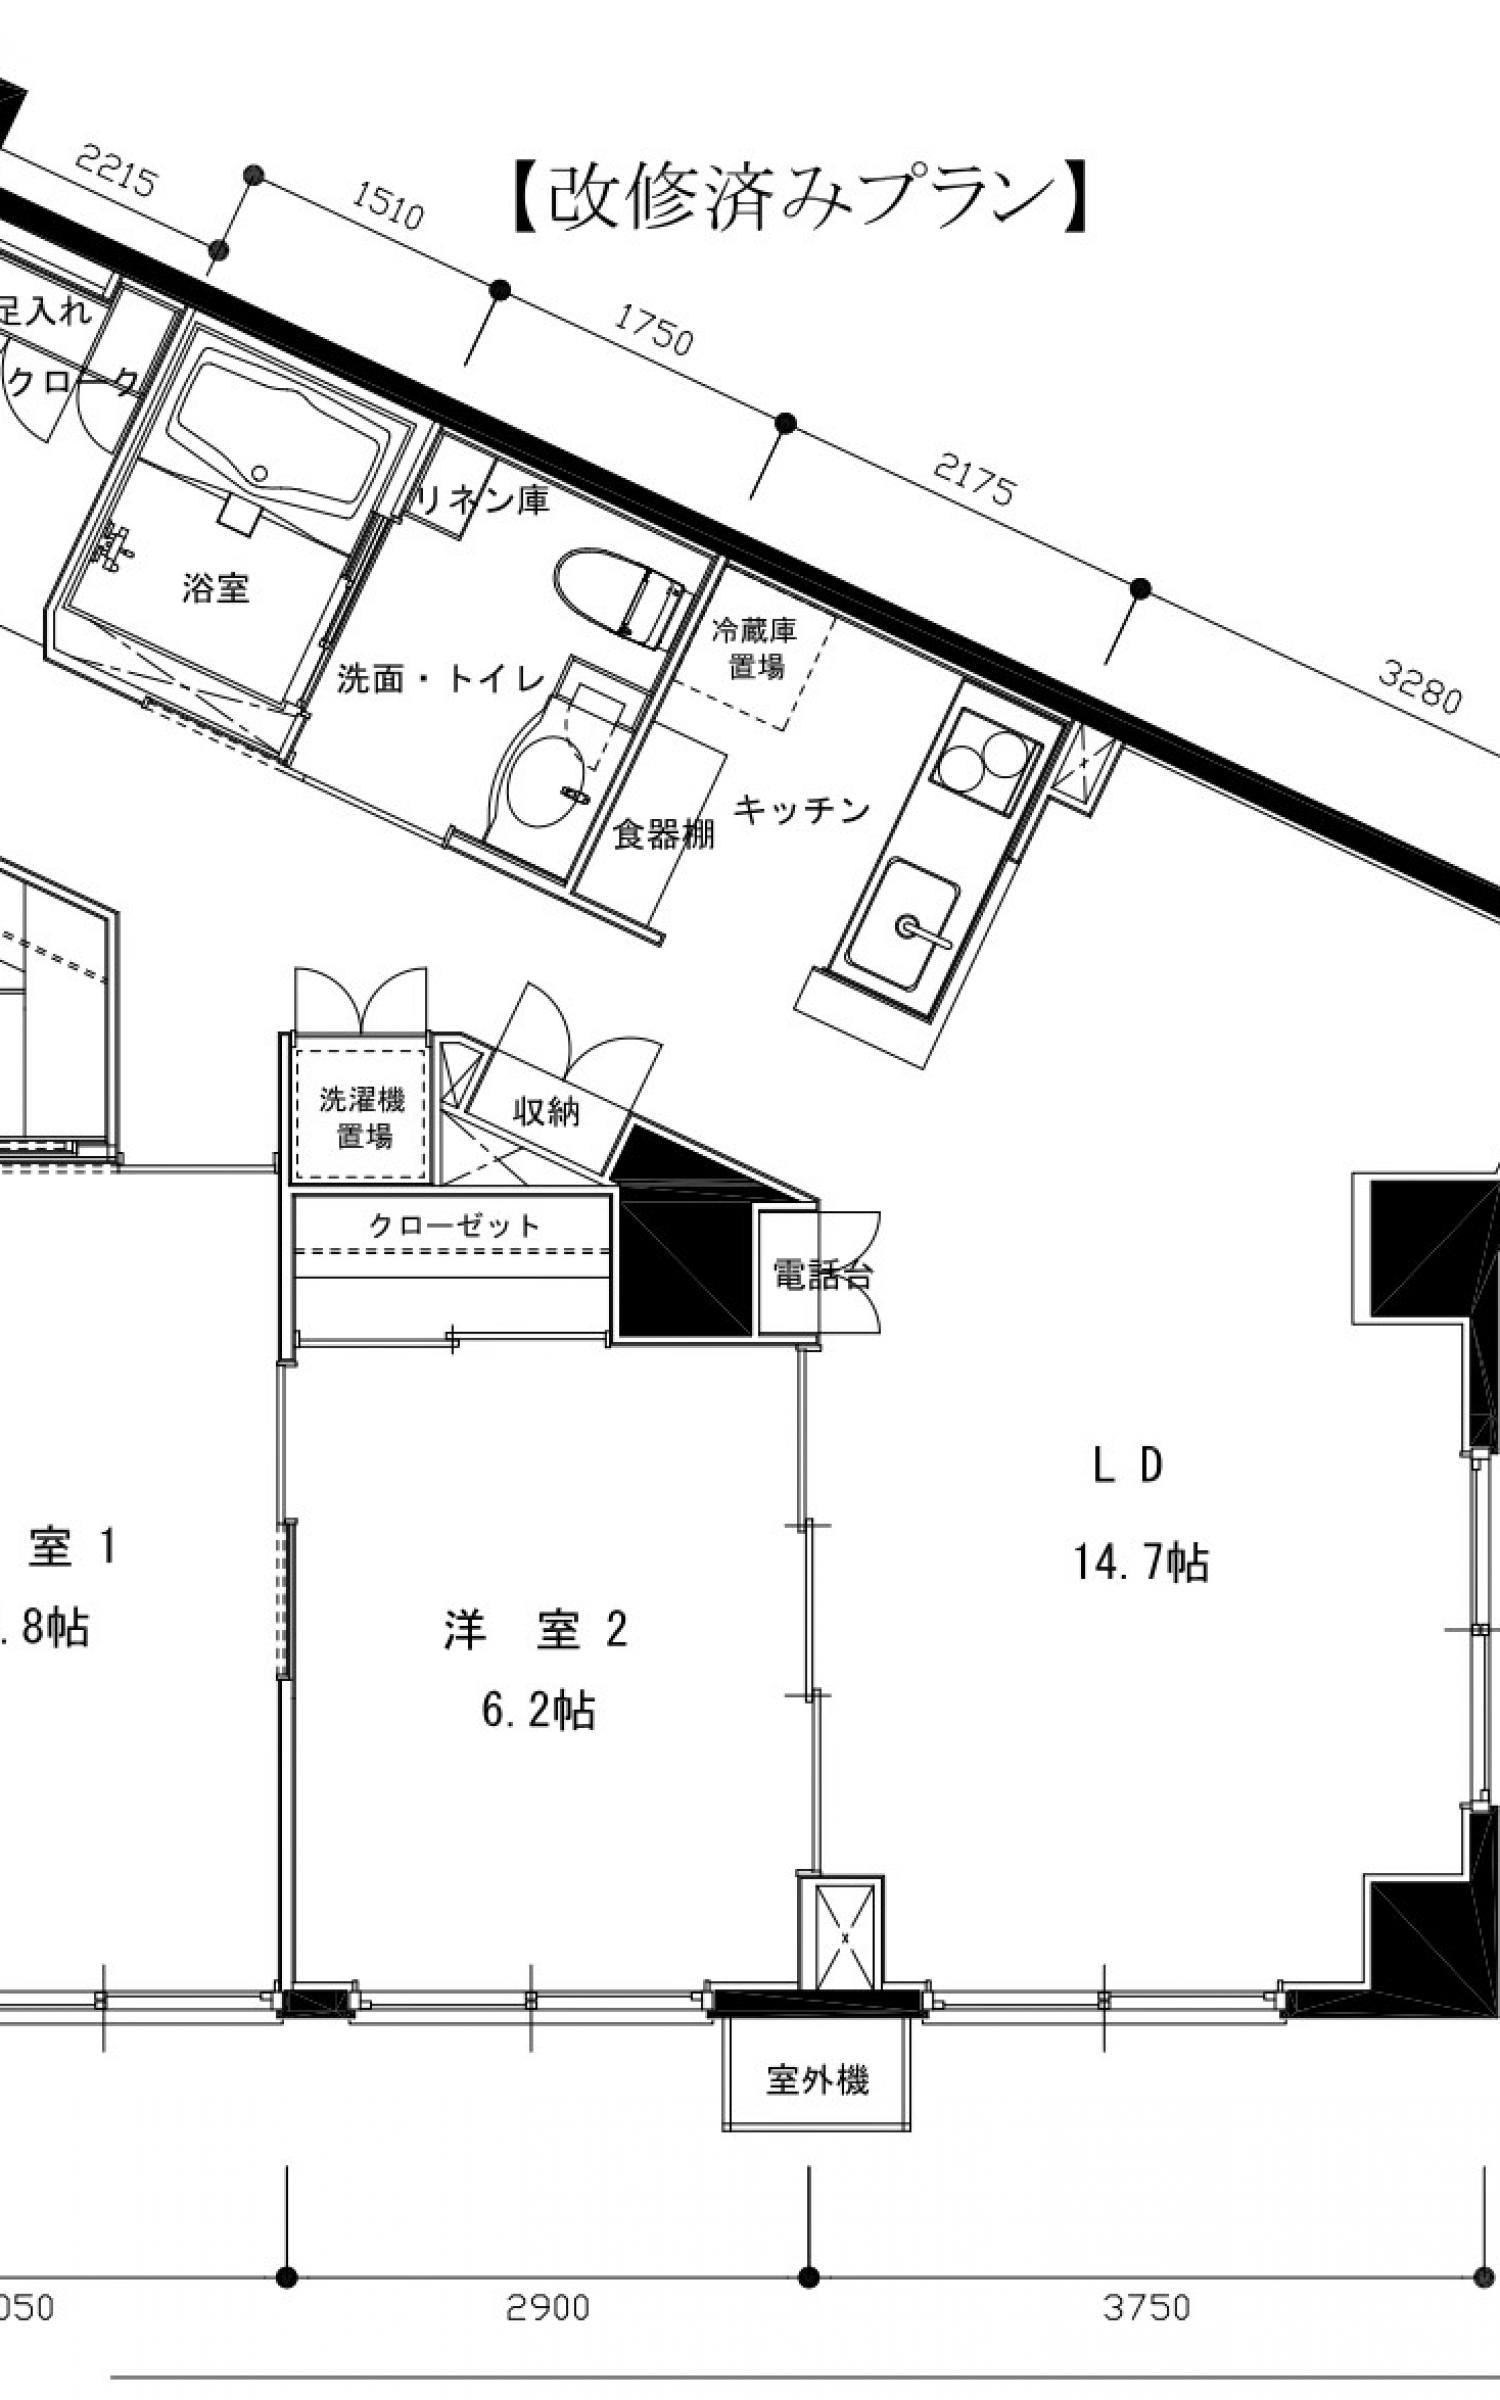 【改修済みプラン】
2215
1510
1750
2175
3280
足入れ
クローク
リネン庫
浴室
洗面・トイレ
冷蔵庫
置場
キッチン
食器棚
洗濯機
置場
収納
クローゼット
電話台
LD
14.7帖
室1
.8帖
洋室2
6.2帖
室外機
050
2900
3750